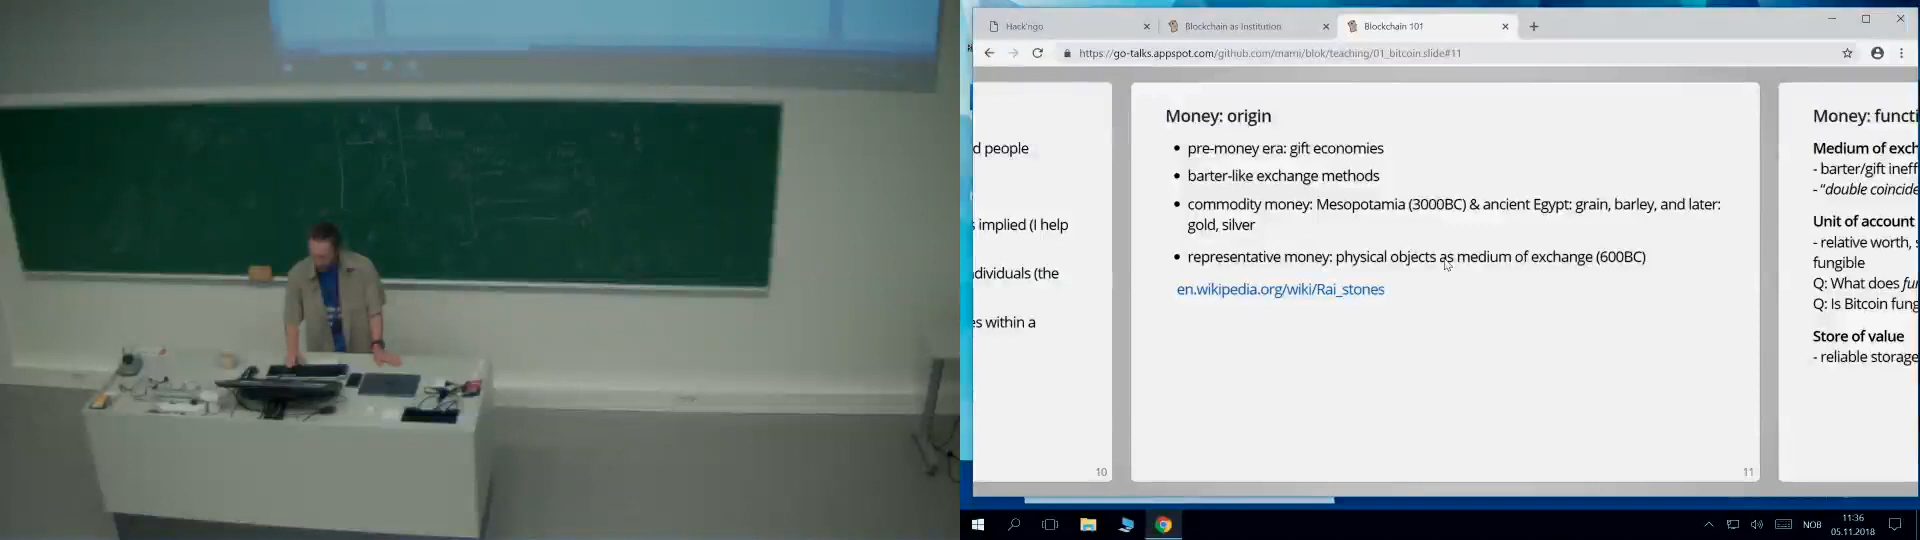 Hack'ngo
Blockchain as Institution
Blockchain 101
https://go-talks.appspot.com/github.com/mami/blok/teaching/01_bitcoin.slide#11
d people
s implied (I help
dividuals (the
es within a
10
Money: origin
pre-money era: gift economies
barter-like exchange methods
commodity money: Mesopotamia (3000BC) & ancient Egypt: grain, barley, and later:
gold, silver
representative money: physical objects as medium of exchange (600BC)
en.wikipedia.org/wiki/Rai_stones
11
Money: functi
Medium of exch
- barter/gift ineff
- "double coincide
Unit of account
- relative worth, s
fungible
Q: What does fu
Q: Is Bitcoin fung
Store of value
- reliable storage
NOB
11:36
05.11.2018